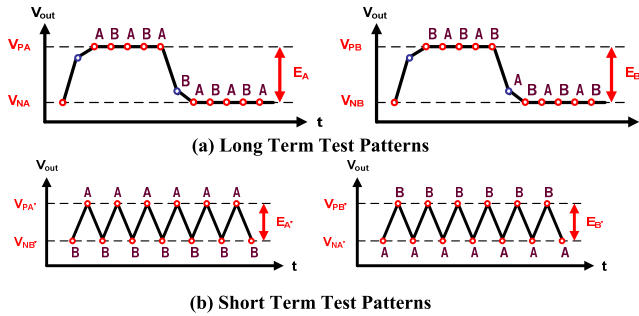 Vout
A B A B A
VPA
EA
B
A B A B A
VNA
t
Vout
B A B A B
VPB
EB
A
B A B A B
VNB
t
(a) Long Term Test Patterns
Vout
A A A A A A
VPA*
EA*
VNB*
B B B B B B B
t
Vout
B B B B B B
VPB*
EB*
VNA*
A A A A A A A
t
(b) Short Term Test Patterns